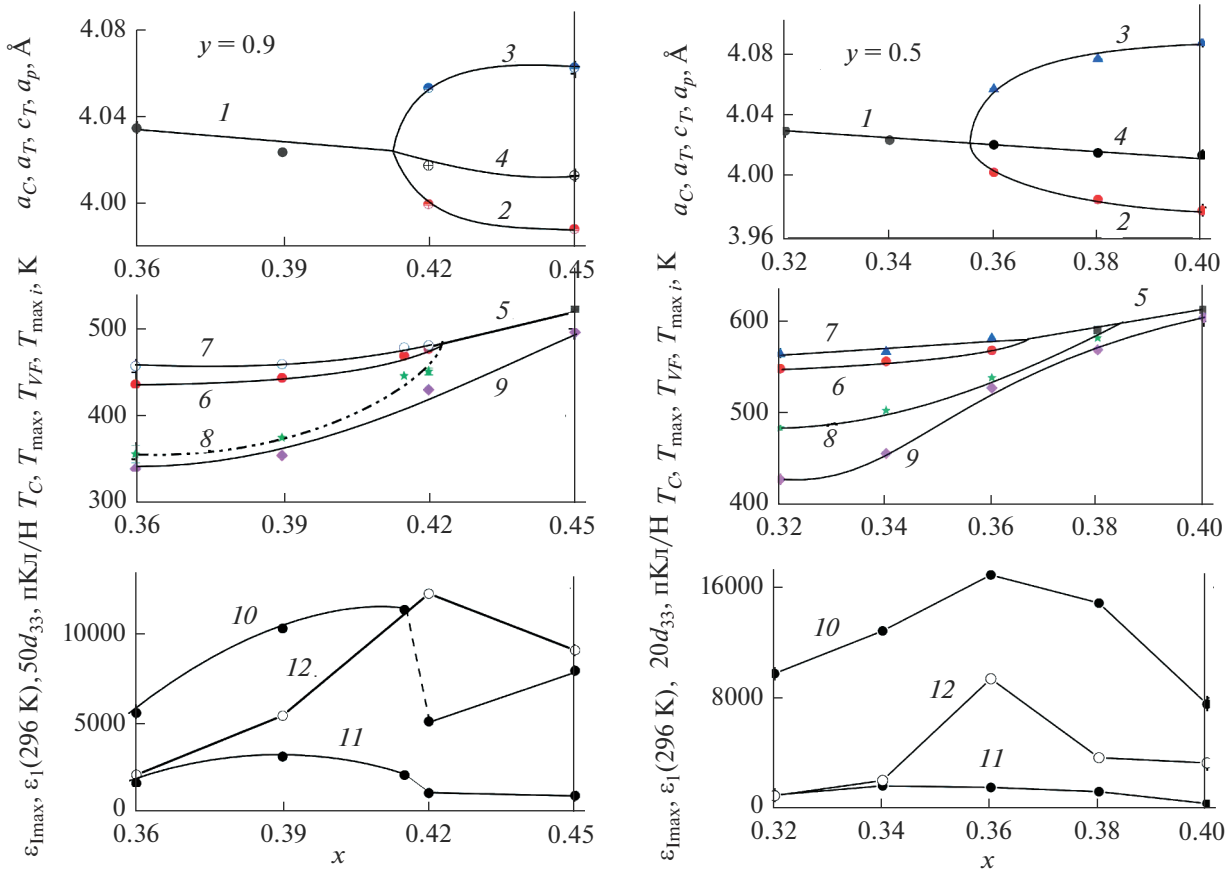 a_C, a_T, c_T, a_p, Å
4.08
4.04
4.00
y = 0.9
1
3
4
2
0.36 0.39 0.42 0.45
a_C, a_T, c_T, a_p, Å
4.08
4.04
4.00
3.96
y = 0.5
1
3
4
2
0.32 0.34 0.36 0.38 0.40
T_C, T_max, T_VF, T_max i, K
500
400
300
7
6
8
5
9
0.36 0.39 0.42 0.45
T_C, T_max, T_VF, T_max i, K
600
500
400
7
6
8
9
5
0.32 0.34 0.36 0.38 0.40
ε_Imax, ε_1(296 K), 50d_33, пКл/Н
10000
5000
0
10
12
11
0.36 0.39 0.42 0.45
x
ε_Imax, ε_1(296 K), 20d_33, пКл/Н
16000
8000
0
10
12
11
0.32 0.34 0.36 0.38 0.40
x